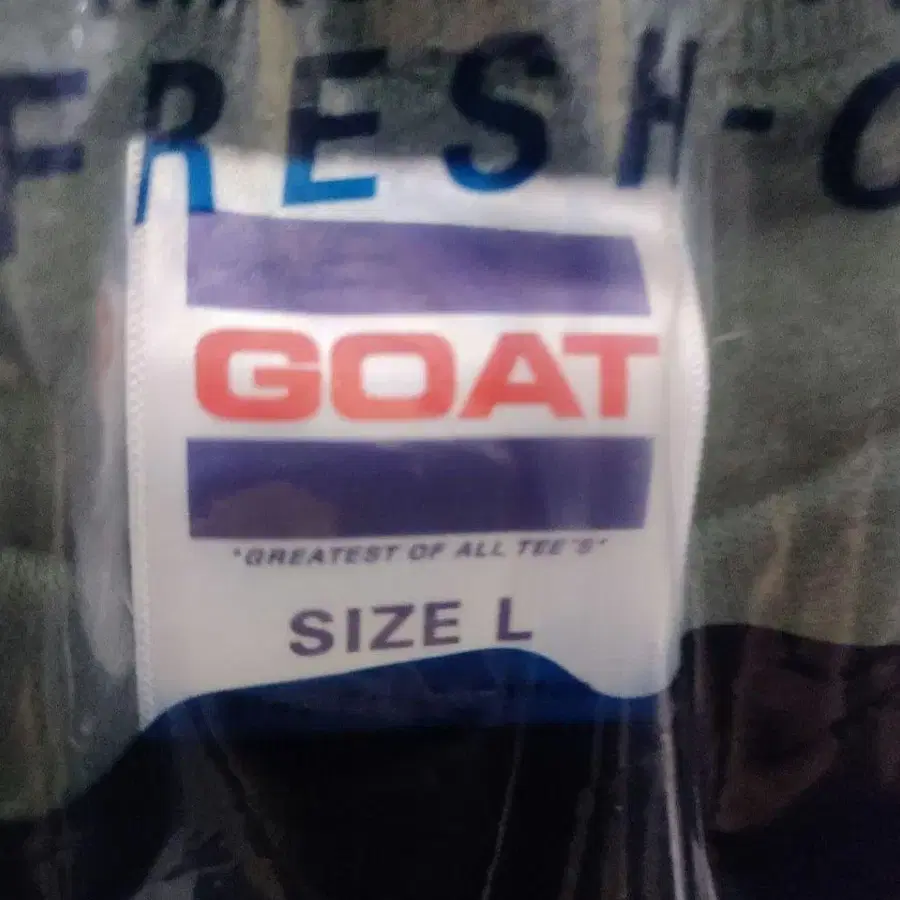 FRESH-
GOAT
"GREATEST OF ALL TEE'S"
SIZE L